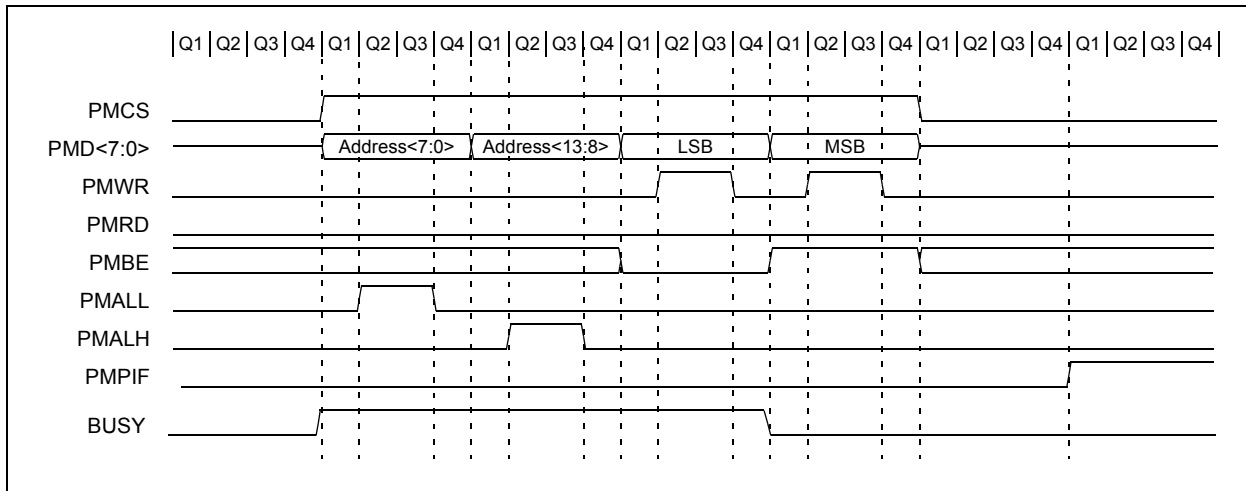 Q1 Q2 Q3 Q4 Q1 Q2 Q3 Q4 Q1 Q2 Q3 Q4 Q1 Q2 Q3 Q4 Q1 Q2 Q3 Q4 Q1 Q2 Q3 Q4 Q1 Q2 Q3 Q4
PMCS
PMD<7:0> Address<7:0> Address<13:8> LSB MSB
PMWR
PMRD
PMBE
PMALL
PMALH
PMPIF
BUSY